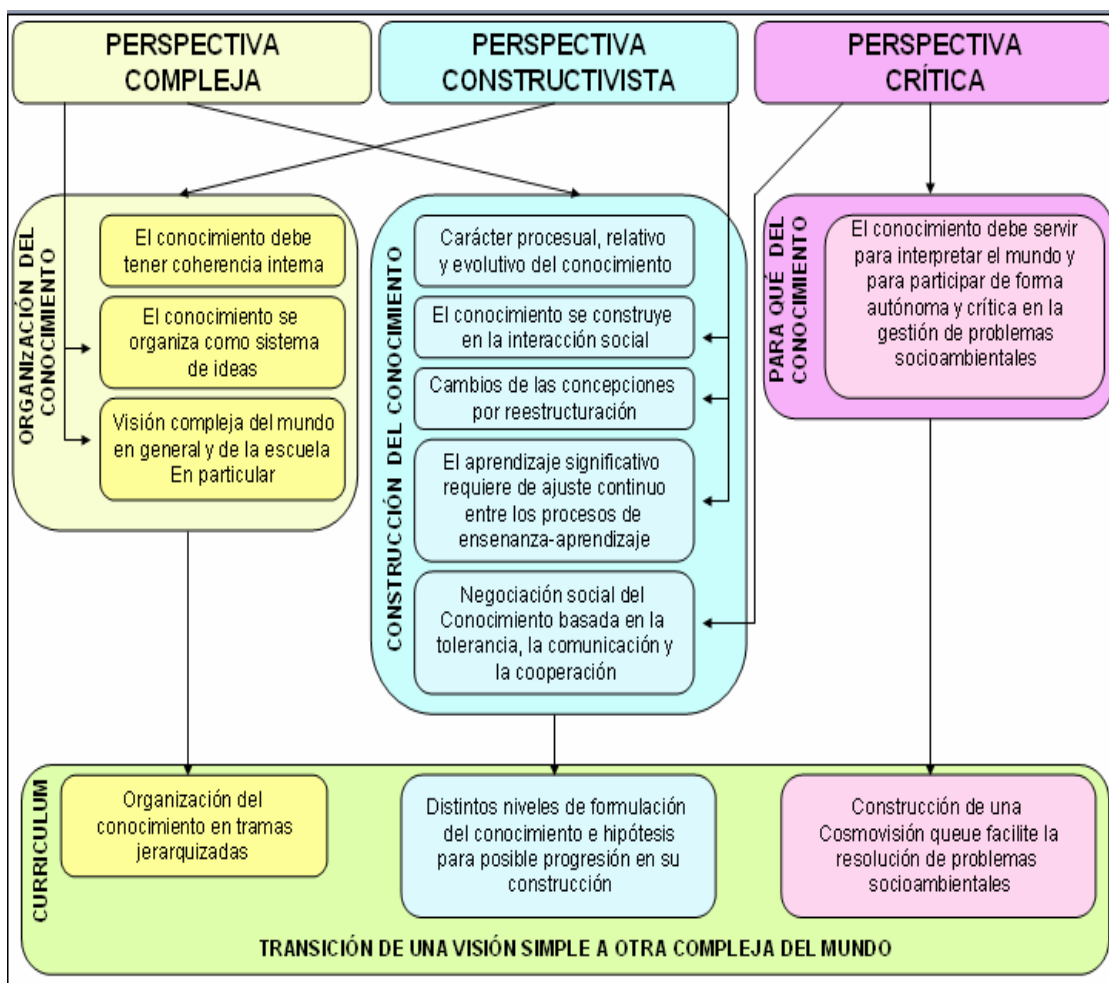 PERSPECTIVA
COMPLEJA
PERSPECTIVA
CONSTRUCTIVISTA
PERSPECTIVA
CRÍTICA
ORGANIzACIÓN DEL
CONOCIMIENTO
El conocimiento debe
tener coherencia interna
El conocimiento se
organiza como sistema
de ideas
Visión compleja del mundo
en general y de la escuela
En particular
CONSTRUCCIÓN DEL CONOCIMIENTO
Carácter procesual, relativo
y evolutivo del conocimiento
El conocimiento se construye
en la interacción social
Cambios de las concepciones
por reestructuración
El aprendizaje significativo
requiere de ajuste continuo
entre los procesos de
ensenanza-aprendizaje
Negociación social del
Conocimiento basada en la
tolerancia, la comunicación y
la cooperación
PARA QUÉ DEL
CONOCIMIENTO
El conocimiento debe servir
para interpretar el mundo y
para participar de forma
autónoma y crítica en la
gestión de problemas
socioambientales
CURRICULUM
Organización del
conocimiento en tramas
jerarquizadas
Distintos niveles de formulación
del conocimiento e hipótesis
para posible progresión en su
construcción
Construcción de una
Cosmovisión queue facilite la
resolución de problemas
socioambientales
TRANSICIÓN DE UNA VISIÓN SIMPLE A OTRA COMPLEJA DEL MUNDO